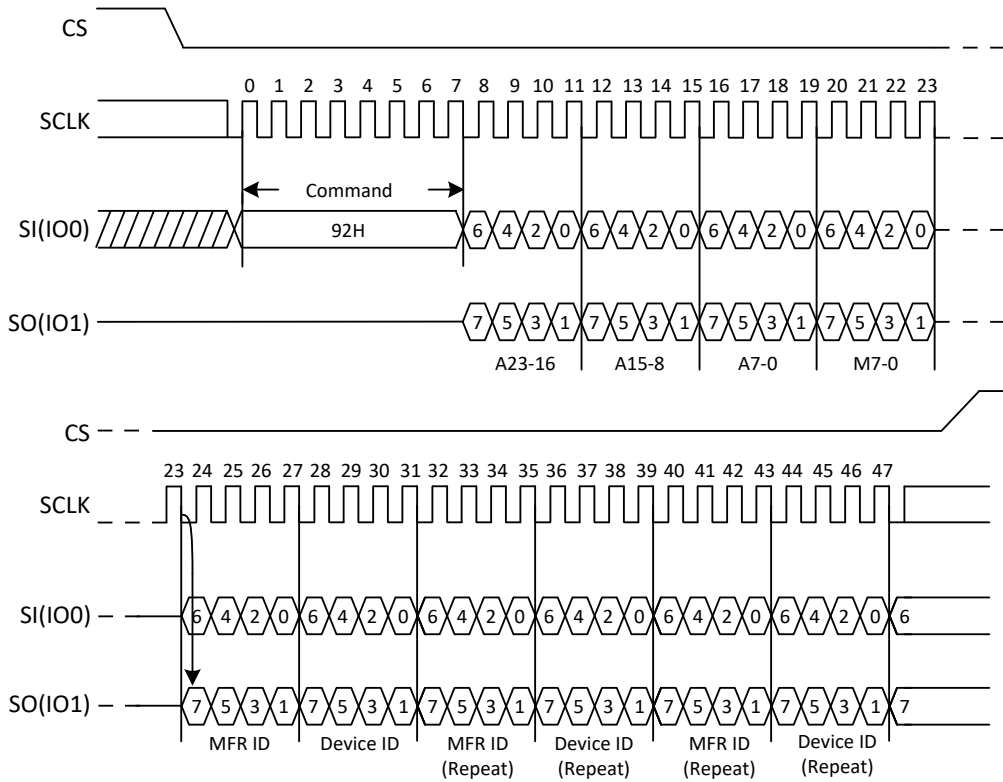 CS
0 1 2 3 4 5 6 7 8 9 10 11 12 13 14 15 16 17 18 19 20 21 22 23
SCLK
Command
SI(IO0) 92H 6 4 2 0 6 4 2 0 6 4 2 0 6 4 2 0
SO(IO1) 7 5 3 1 7 5 3 1 7 5 3 1 7 5 3 1
A23-16 A15-8 A7-0 M7-0
CS
23 24 25 26 27 28 29 30 31 32 33 34 35 36 37 38 39 40 41 42 43 44 45 46 47
SCLK
SI(IO0) 6 4 2 0 6 4 2 0 6 4 2 0 6 4 2 0 6 4 2 0 6 4 2 0 6
SO(IO1) 7 5 3 1 7 5 3 1 7 5 3 1 7 5 3 1 7 5 3 1 7 5 3 1 7
MFR ID Device ID MFR ID Device ID MFR ID Device ID
(Repeat) (Repeat) (Repeat) (Repeat)